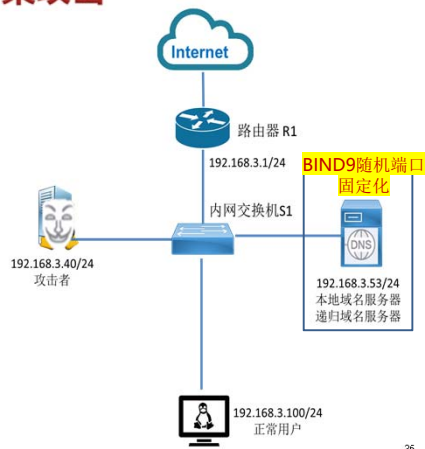 Internet
路由器 R1
192.168.3.1/24
BIND9随机端口
固定化
内网交换机S1
DNS
192.168.3.40/24
攻击者
192.168.3.53/24
本地域名服务器
递归域名服务器
192.168.3.100/24
正常用户